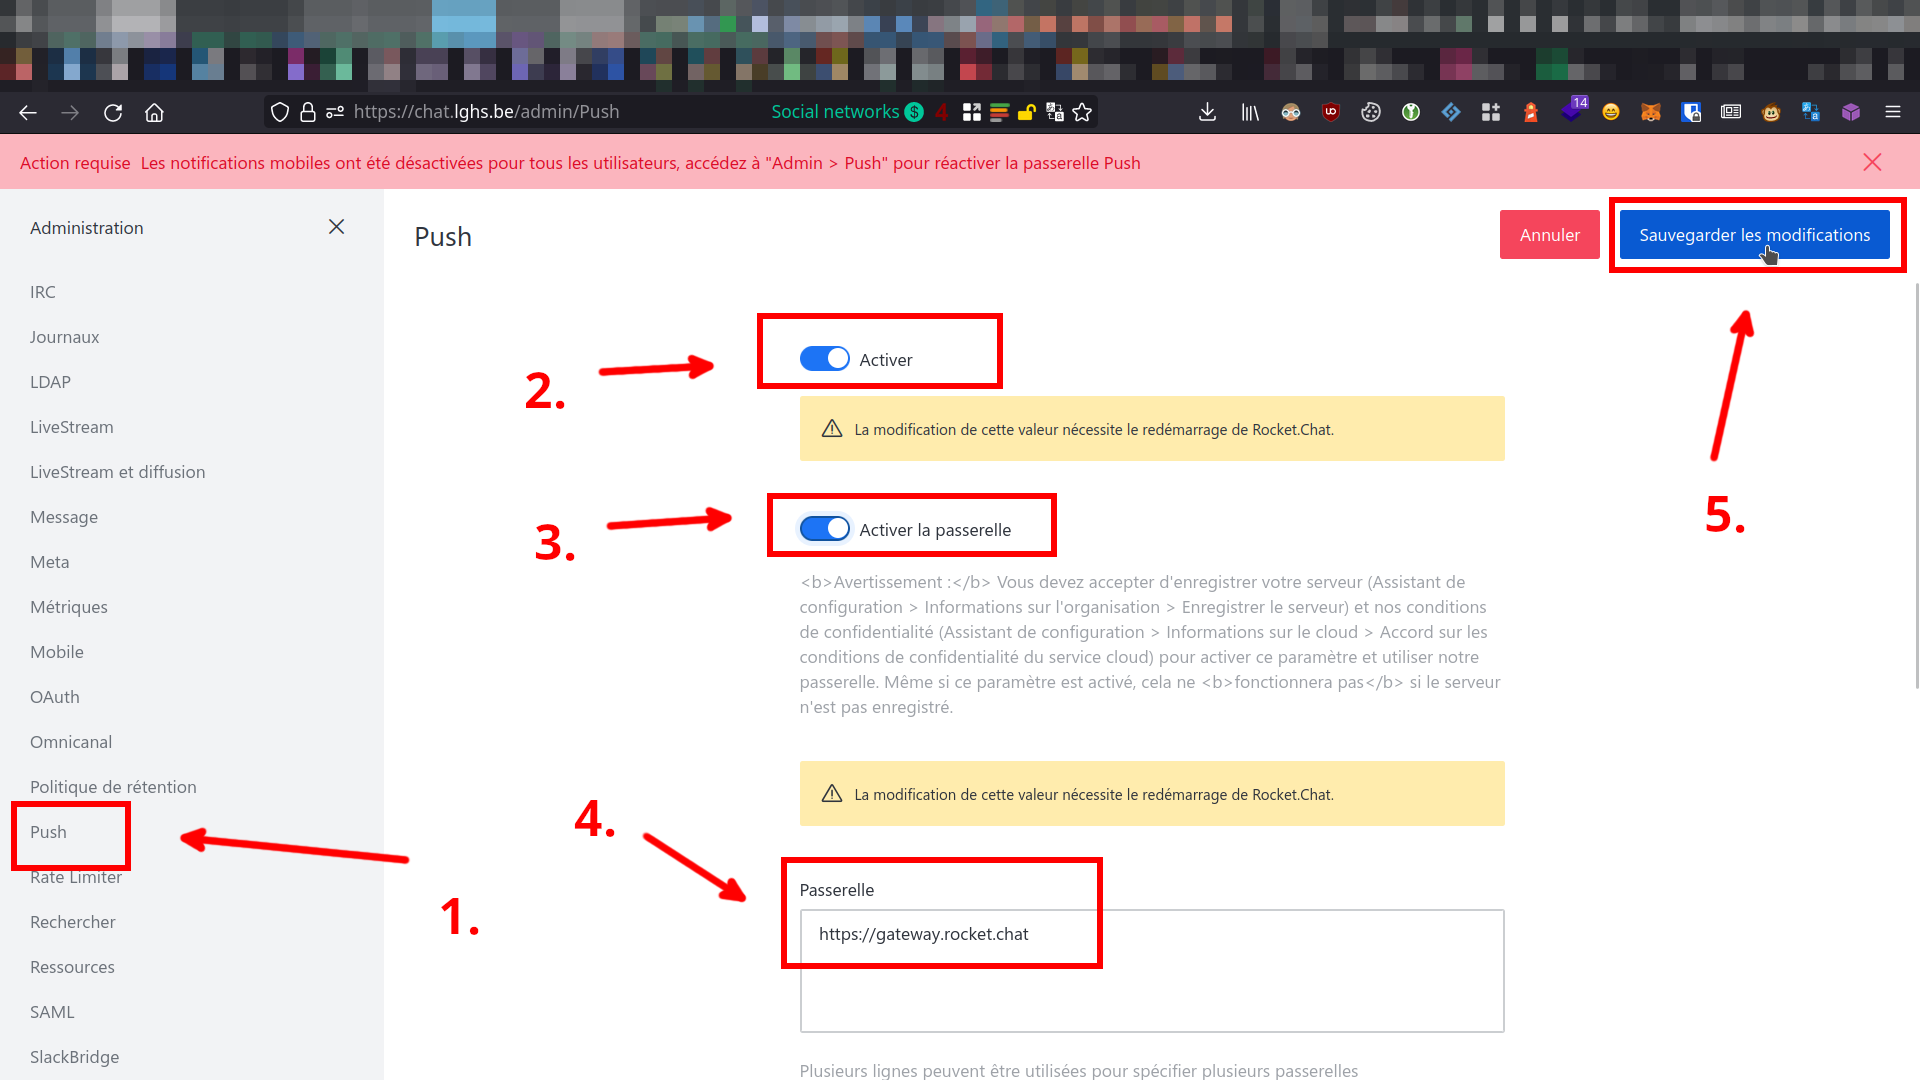 https://chat.lghs.be/admin/Push
Social networks
4
14
Action requise Les notifications mobiles ont été désactivées pour tous les utilisateurs, accédez à "Admin > Push" pour réactiver la passerelle Push
Administration
IRC
Journaux
LDAP
LiveStream
LiveStream et diffusion
Message
Meta
Métriques
Mobile
OAuth
Omnicanal
Politique de rétention
Push
Rate Limiter
Rechercher
Ressources
SAML
SlackBridge
1.
Push
Annuler
Sauvegarder les modifications
5.
2.
Activer
La modification de cette valeur nécessite le redémarrage de Rocket.Chat.
3.
Activer la passerelle
<b>Avertissement :</b> Vous devez accepter d'enregistrer votre serveur (Assistant de
configuration > Informations sur l'organisation > Enregistrer le serveur) et nos conditions
de confidentialité (Assistant de configuration > Informations sur le cloud > Accord sur les
conditions de confidentialité du service cloud) pour activer ce paramètre et utiliser notre
passerelle. Même si ce paramètre est activé, cela ne <b>fonctionnera pas</b> si le serveur
n'est pas enregistré.
La modification de cette valeur nécessite le redémarrage de Rocket.Chat.
4.
Passerelle
https://gateway.rocket.chat
Plusieurs lignes peuvent être utilisées pour spécifier plusieurs passerelles